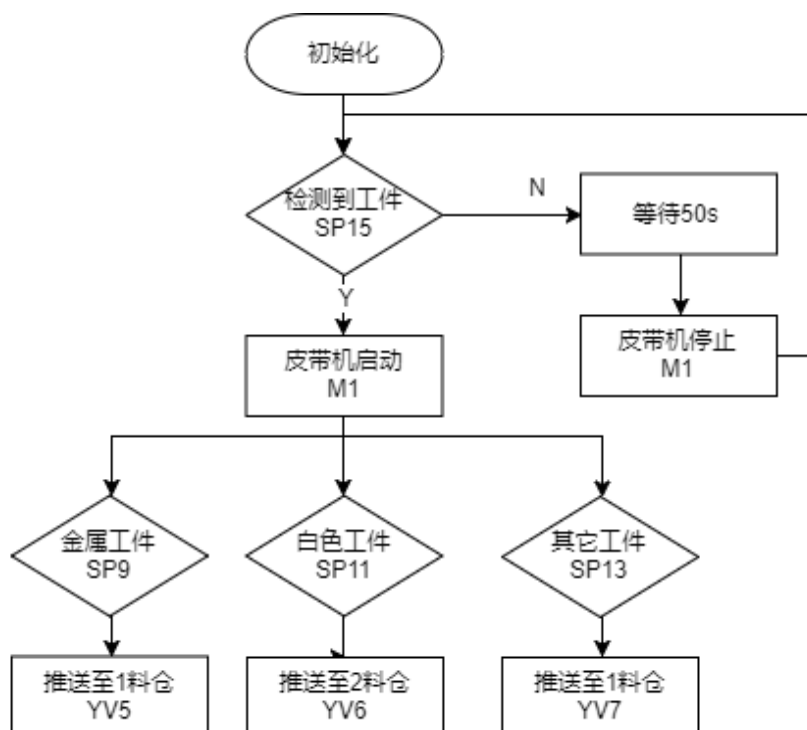 初始化
检测到工件
SP15
N
等待50s
Y
皮带机启动
M1
皮带机停止
M1
金属工件
SP9
白色工件
SP11
其它工件
SP13
推送至1料仓
YV5
推送至2料仓
YV6
推送至1料仓
YV7